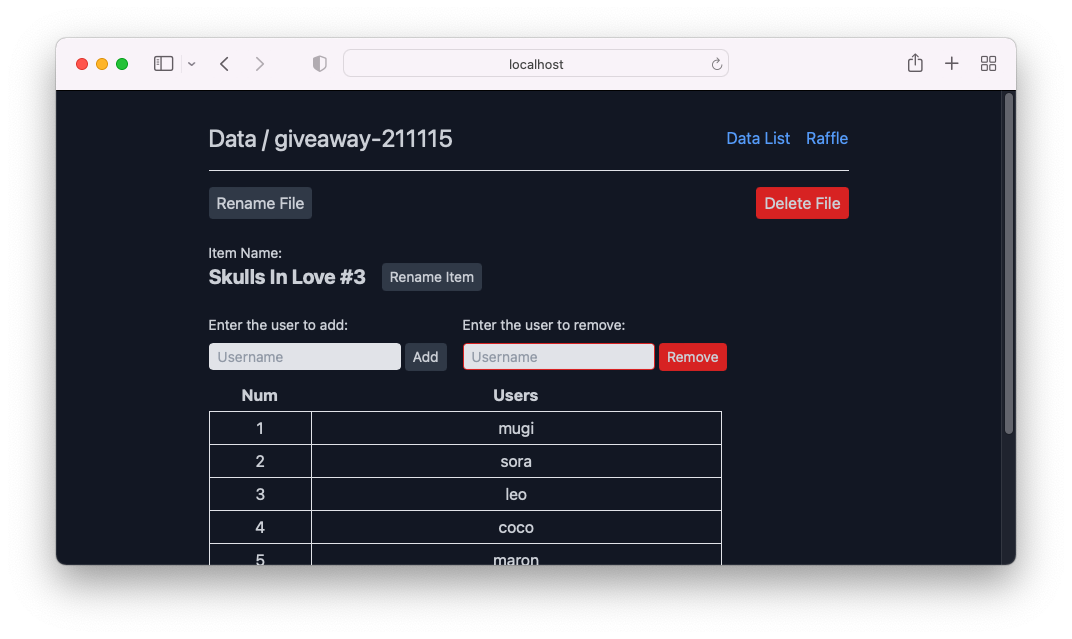 localhost
Data / giveaway-211115 Data List Raffle
Rename File Delete File
Item Name:
Skulls In Love #3 Rename Item
Enter the user to add: Enter the user to remove:
Username Add Username Remove
Num Users
1 mugi
2 sora
3 leo
4 coco
5 maron